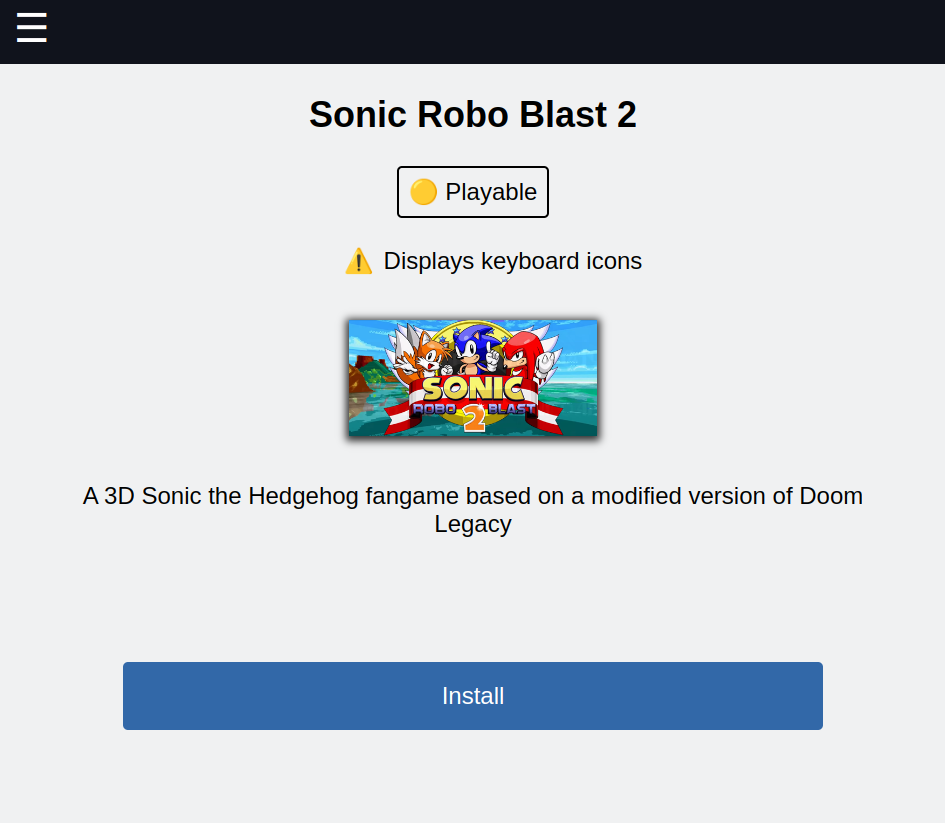 Sonic Robo Blast 2
Playable
Displays keyboard icons
SONIC
ROBO 2 BLAST
A 3D Sonic the Hedgehog fangame based on a modified version of Doom
Legacy
Install